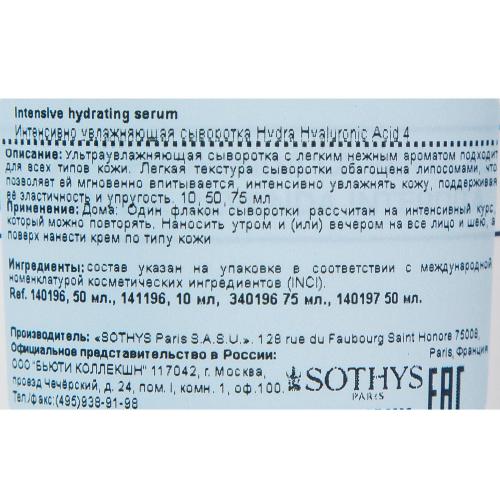 Intensive hydrating serum
Интенсивно увлажняющая сыворотка Hydra Hyaluronic Acid 4
Описание: Ультраувлажняющая сыворотка с легким нежным ароматом подходит
для всех типов кожи. Легкая текстура сыворотки обогащена липосомами, что
позволяет ей мгновенно впитывается, интенсивно увлажнять кожу, поддерживая
ее эластичность и упругость. 10, 50, 75 мл
Применение: Дома: Один флакон сыворотки рассчитан на интенсивный курс,
который можно повторять. Наносить утром и (или) вечером на все лицо и шею, а
поверх нанести крем по типу кожи
Ингредиенты: состав указан на упаковке в соответствии с международной
номенклатурой косметических ингредиентов (INCI).
Ref. 140196, 50 мл., 141196, 10 мл, 340196 75 мл., 140197 50 мл.
Производитель: «SOTHYS Paris S.A.S.U.». 128 rue du Faubourg Saint Honore 75008,
Paris, Франция
Официальное представительство в России:
ООО "БЬЮТИ КОЛЛЕКШН" 117042, г. Москва,
проезд Чечёрский, д. 24, пом. I, комн. 1, оф.100.
Тел./факс:(495)938-91-98
SOTHYS
PARIS
EAC